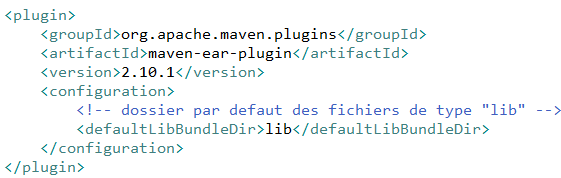 <plugin>
<groupId>org.apache.maven.plugins</groupId>
<artifactId>maven-ear-plugin</artifactId>
<version>2.10.1</version>
<configuration>
<!-- dossier par defaut des fichiers de type "lib" -->
<defaultLibBundleDir>lib</defaultLibBundleDir>
</configuration>
</plugin>